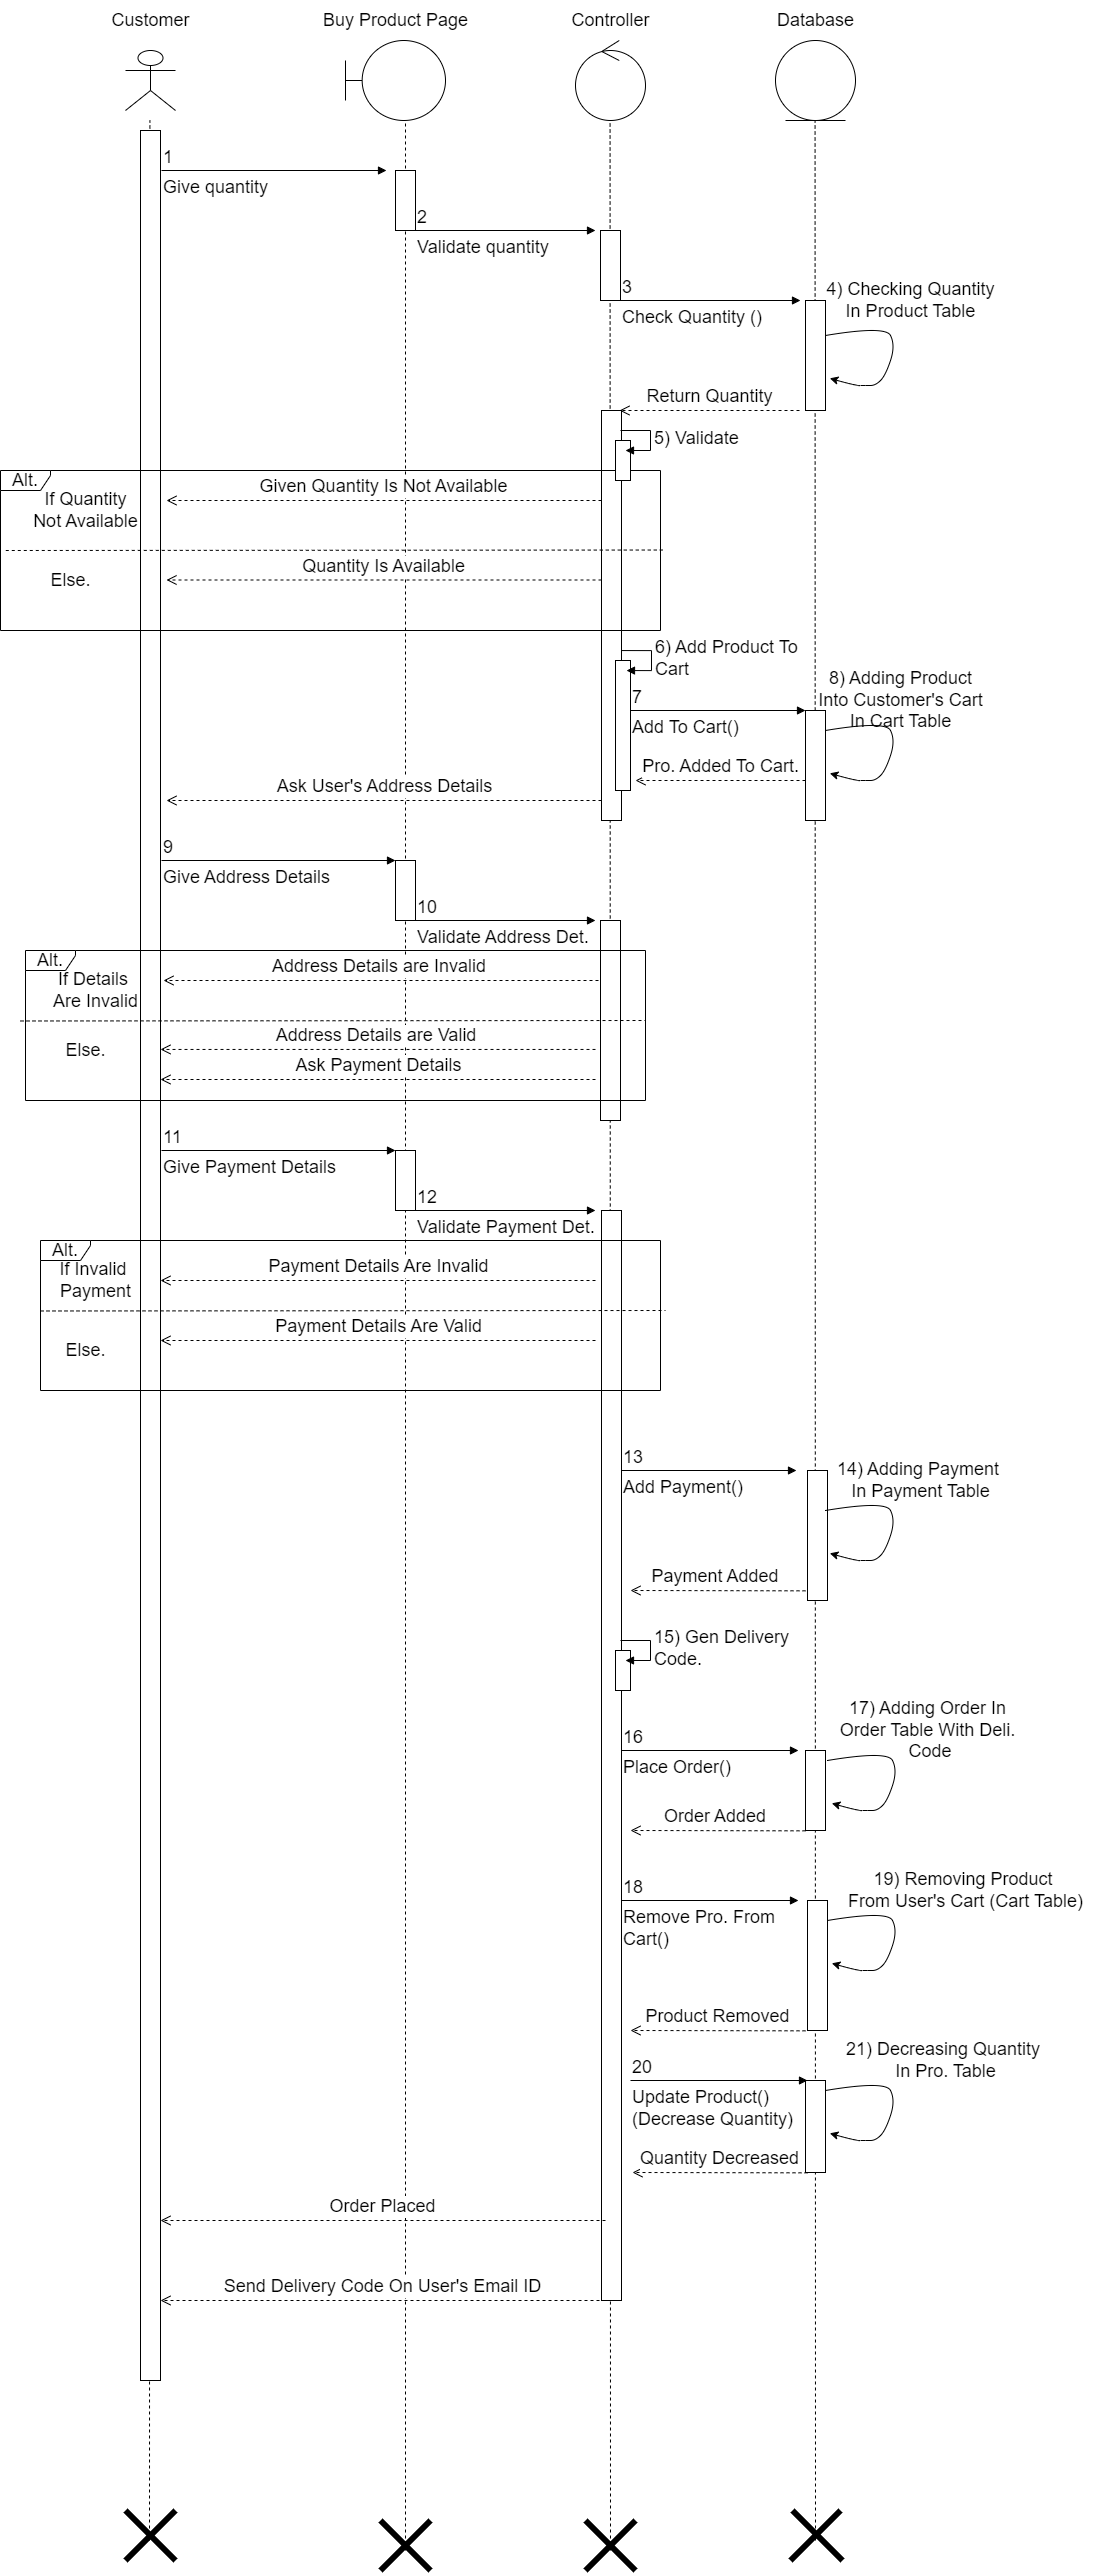 Customer
Buy Product Page
Controller
Database
1
Give quantity
2
Validate quantity
3
Check Quantity ()
4) Checking Quantity
In Product Table
Return Quantity
5) Validate
Alt.
If Quantity
Not Available
Given Quantity Is Not Available
Else.
Quantity Is Available
6) Add Product To
Cart
7
Add To Cart()
8) Adding Product
Into Customer's Cart
In Cart Table
Pro. Added To Cart.
Ask User's Address Details
9
Give Address Details
10
Validate Address Det.
Alt.
If Details
Are Invalid
Address Details are Invalid
Else.
Address Details are Valid
Ask Payment Details
11
Give Payment Details
12
Validate Payment Det.
Alt.
If Invalid
Payment
Payment Details Are Invalid
Else.
Payment Details Are Valid
13
Add Payment()
14) Adding Payment
In Payment Table
Payment Added
15) Gen Delivery
Code.
16
Place Order()
17) Adding Order In
Order Table With Deli.
Code
Order Added
18
Remove Pro. From
Cart()
19) Removing Product
From User's Cart (Cart Table)
Product Removed
20
Update Product()
(Decrease Quantity)
21) Decreasing Quantity
In Pro. Table
Quantity Decreased
Order Placed
Send Delivery Code On User's Email ID